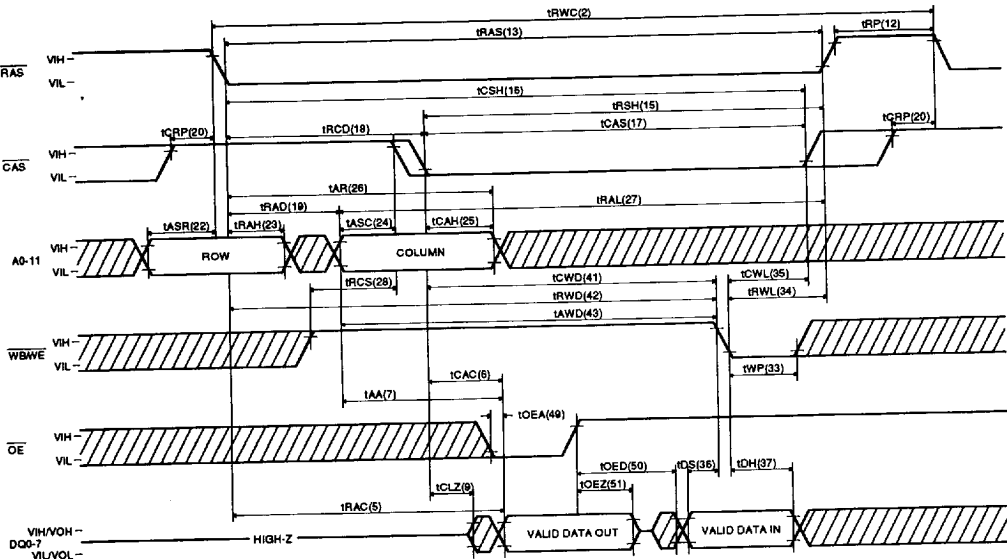 tRWC(2)
tRAS(13) tRP(12)
VIH
RAS
VIL
tCSH(16)
tRSH(15)
tCRP(20) tRCD(18) tCAS(17) tCRP(20)
VIH
CAS
VIL
tAR(26)
tRAD(19) tRAL(27)
tASR(22) tRAH(23) tASC(24) tCAH(25)
VIH
A0-11 ROW COLUMN
VIL
tRCS(28) tCWD(41) tCWL(35)
tRWD(42) tRWL(34)
tAWD(43)
VIH
WBWE
VIL
tCAC(6) tWP(33)
tAA(7)
tOEA(49)
VIH
OE
VIL
tOED(50) tDS(36) tDH(37)
tCLZ(9) tOEZ(51)
tRAC(5)
VIH/VOH
DQ0-7 HIGH-Z VALID DATA OUT VALID DATA IN
VIL/VOL